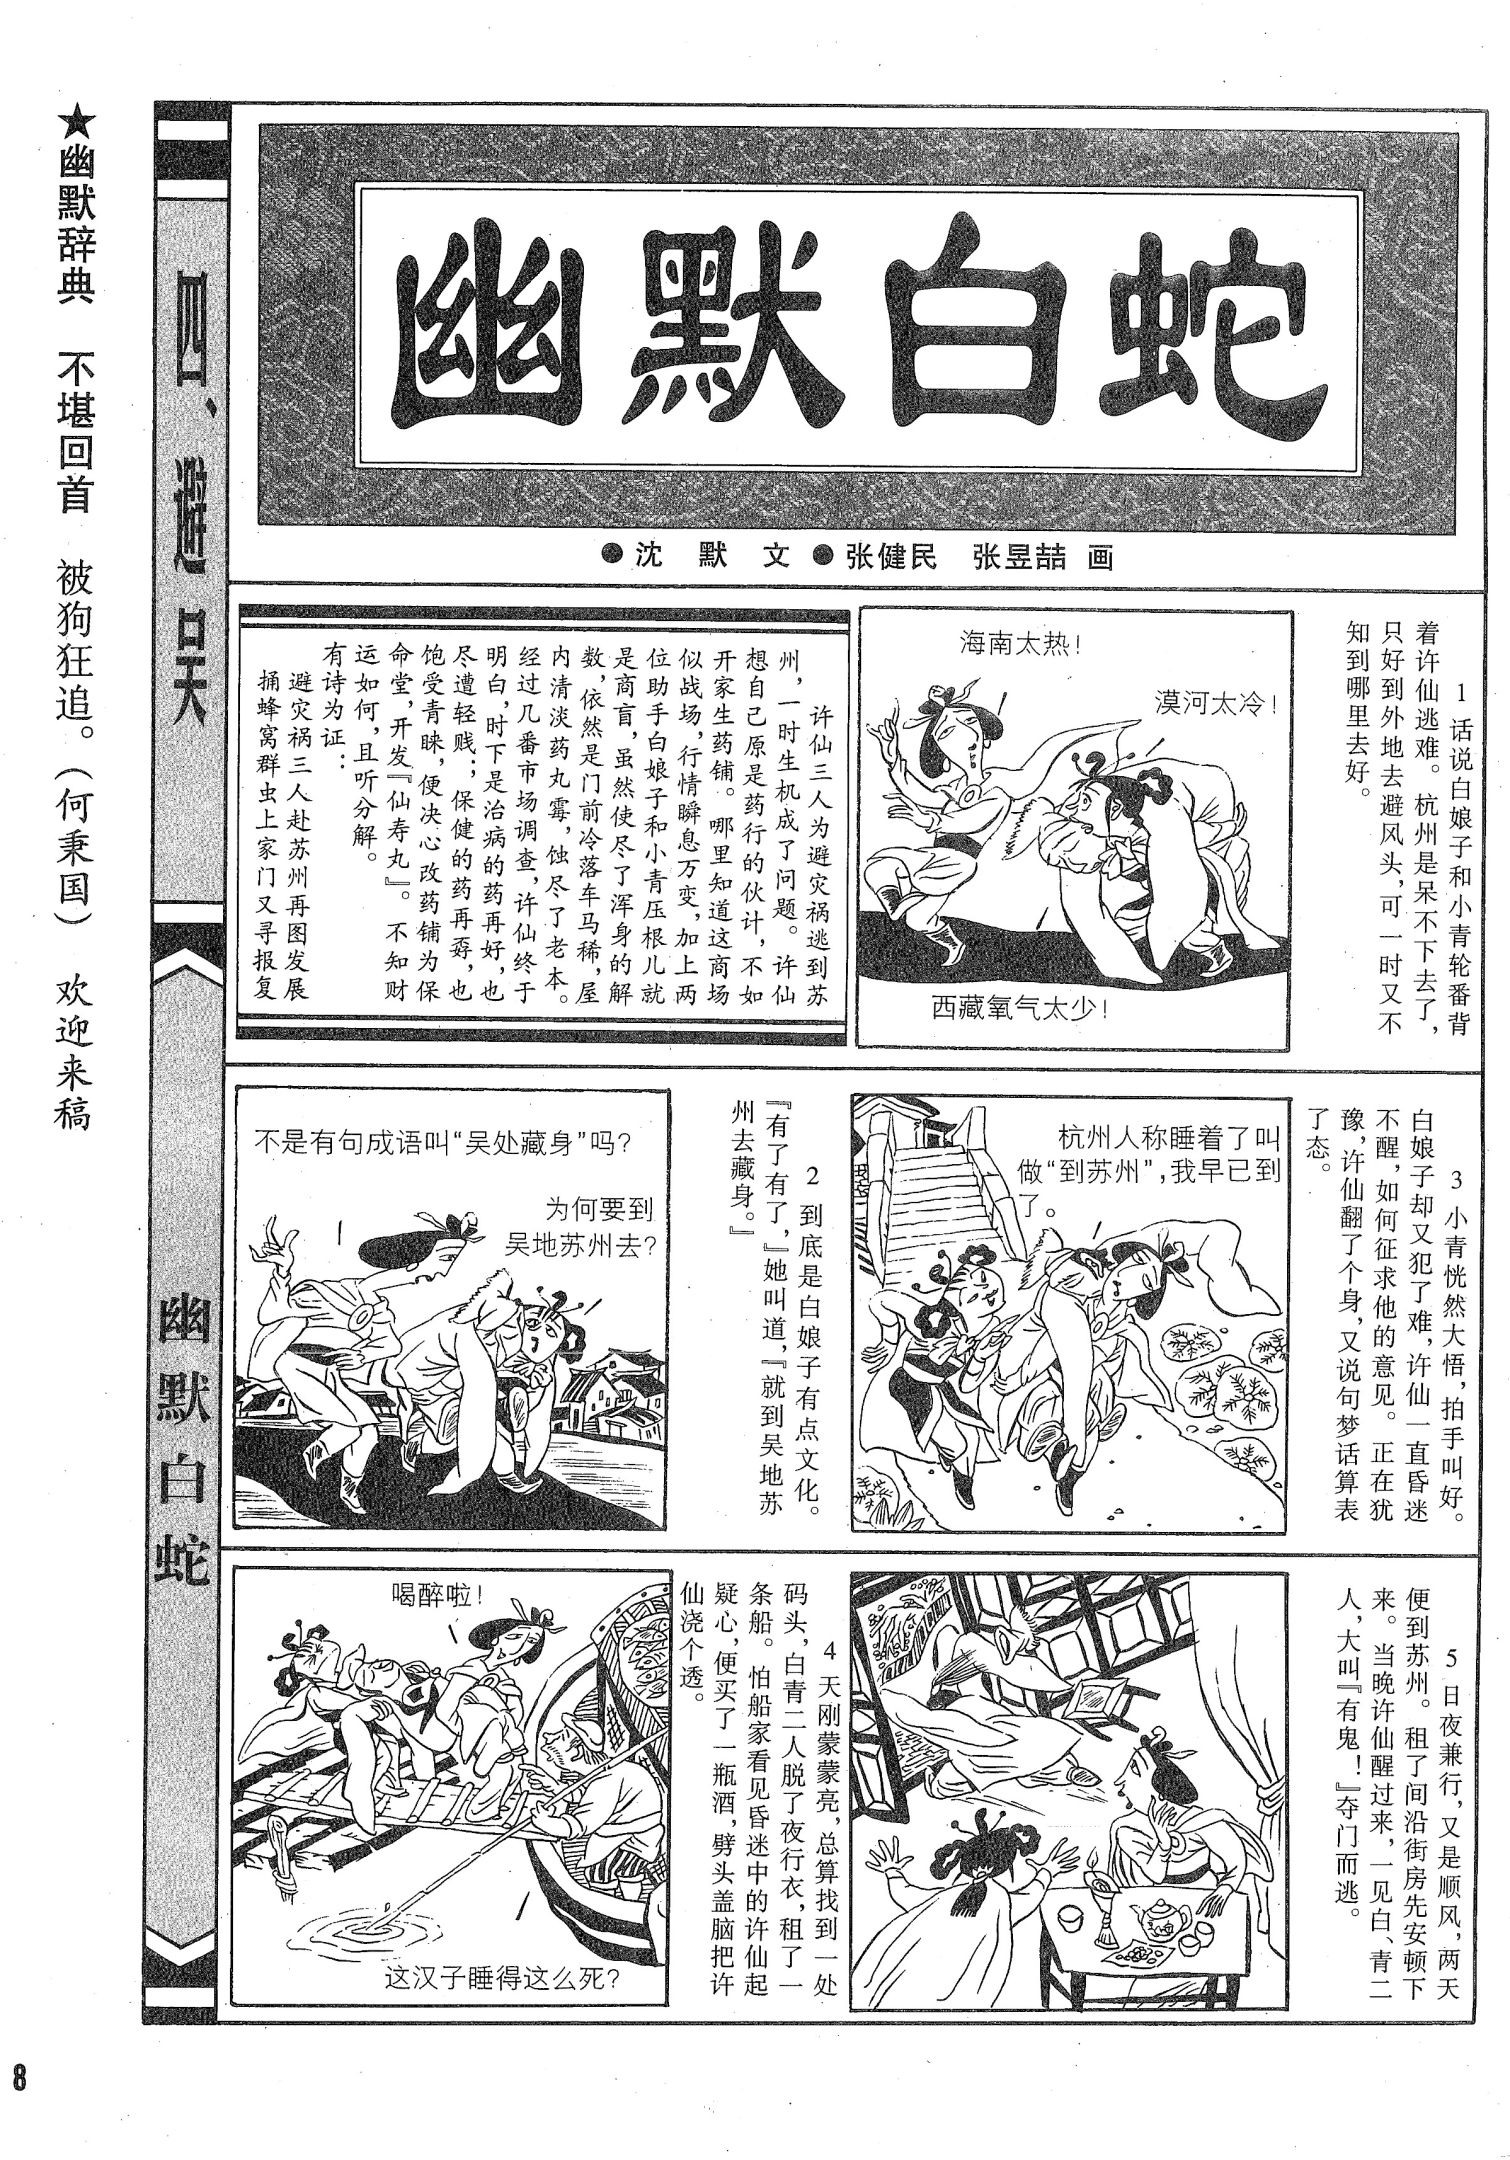 ★幽默辞典　不堪回首　被狗狂追。（何秉国）　欢迎来稿
四、避吴
幽默白蛇
幽默白蛇
●沈　默　文●张健民　张昱喆　画
1 话说白娘子和小青轮番背
着许仙逃难。杭州是呆不下去了，
只好到外地去避风头，可一时又不
知到哪里去好。
海南太热！
漠河太冷！
西藏氧气太少！
许仙三人为避灾祸逃到苏
州，一时生机成了问题。许仙
想自己原是药行的伙计，不如
开家生药铺。哪里知道这商场
似战场，行情瞬息万变，加上两
位助手白娘子和小青压根儿就
是商盲，虽然使尽了浑身的解
数，依然是门前冷落车马稀，屋
内清淡药丸霉，蚀尽了老本。
经过几番市场调查，许仙终于
明白，时下是治病的药再好，也
尽遭轻贱；保健的药再孬，也
饱受青睐，便决心改药铺为保
命堂，开发『仙寿丸』。不知财
运如何，且听分解。
有诗为证：
避灾祸三人赴苏州再图发展
捅蜂窝群虫上家门又寻报复
2 到底是白娘子有点文化。
『有了有了，』她叫道，『就到吴地苏
州去藏身。』
不是有句成语叫“吴处藏身”吗？
为何要到
吴地苏州去？
3 小青恍然大悟，拍手叫好。
白娘子却又犯了难，许仙一直昏迷
不醒，如何征求他的意见。正在犹
豫，许仙翻了个身，又说句梦话算表
了态。
杭州人称睡着了叫
做“到苏州”，我早已到
了。
4 天刚蒙蒙亮，总算找到一处
码头，白青二人脱了夜行衣，租了一
条船。怕船家看见昏迷中的许仙起
疑心，便买了一瓶酒，劈头盖脑把许
仙浇个透。
喝醉啦！
这汉子睡得这么死？
5 日夜兼行，又是顺风，两天
便到苏州。租了间沿街房先安顿下
来。当晚许仙醒过来，一见白、青二
人，大叫『有鬼！』夺门而逃。
8